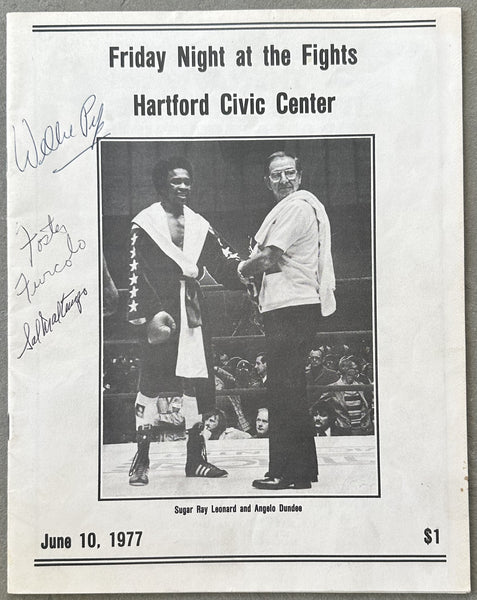 Friday Night at the Fights
Hartford Civic Center
Willie Pep
Foster
Furcolo
Sal Maltempo
Sugar Ray Leonard and Angelo Dundee
June 10, 1977
$1